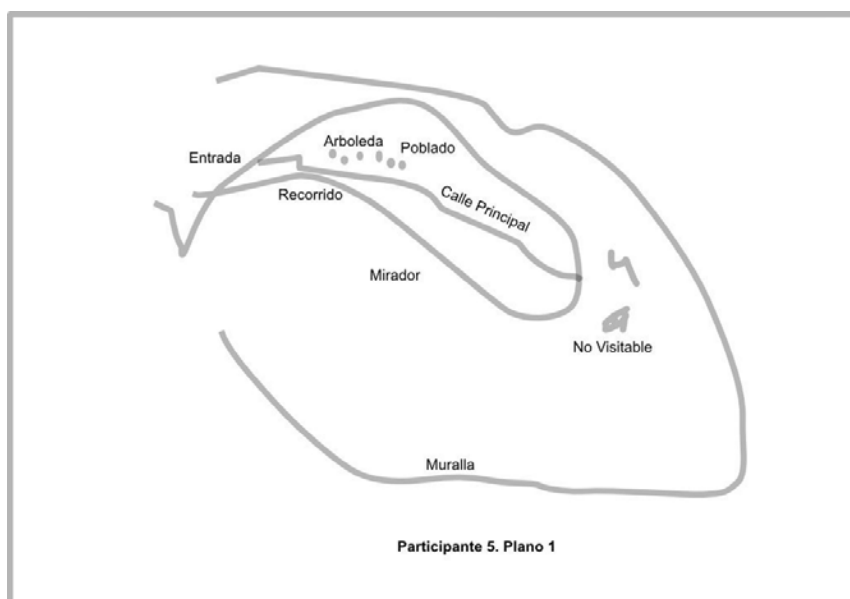 Arboleda
Poblado
Entrada
Recorrido
Calle Principal
Mirador
No Visitable
Muralla
Participante 5. Plano 1